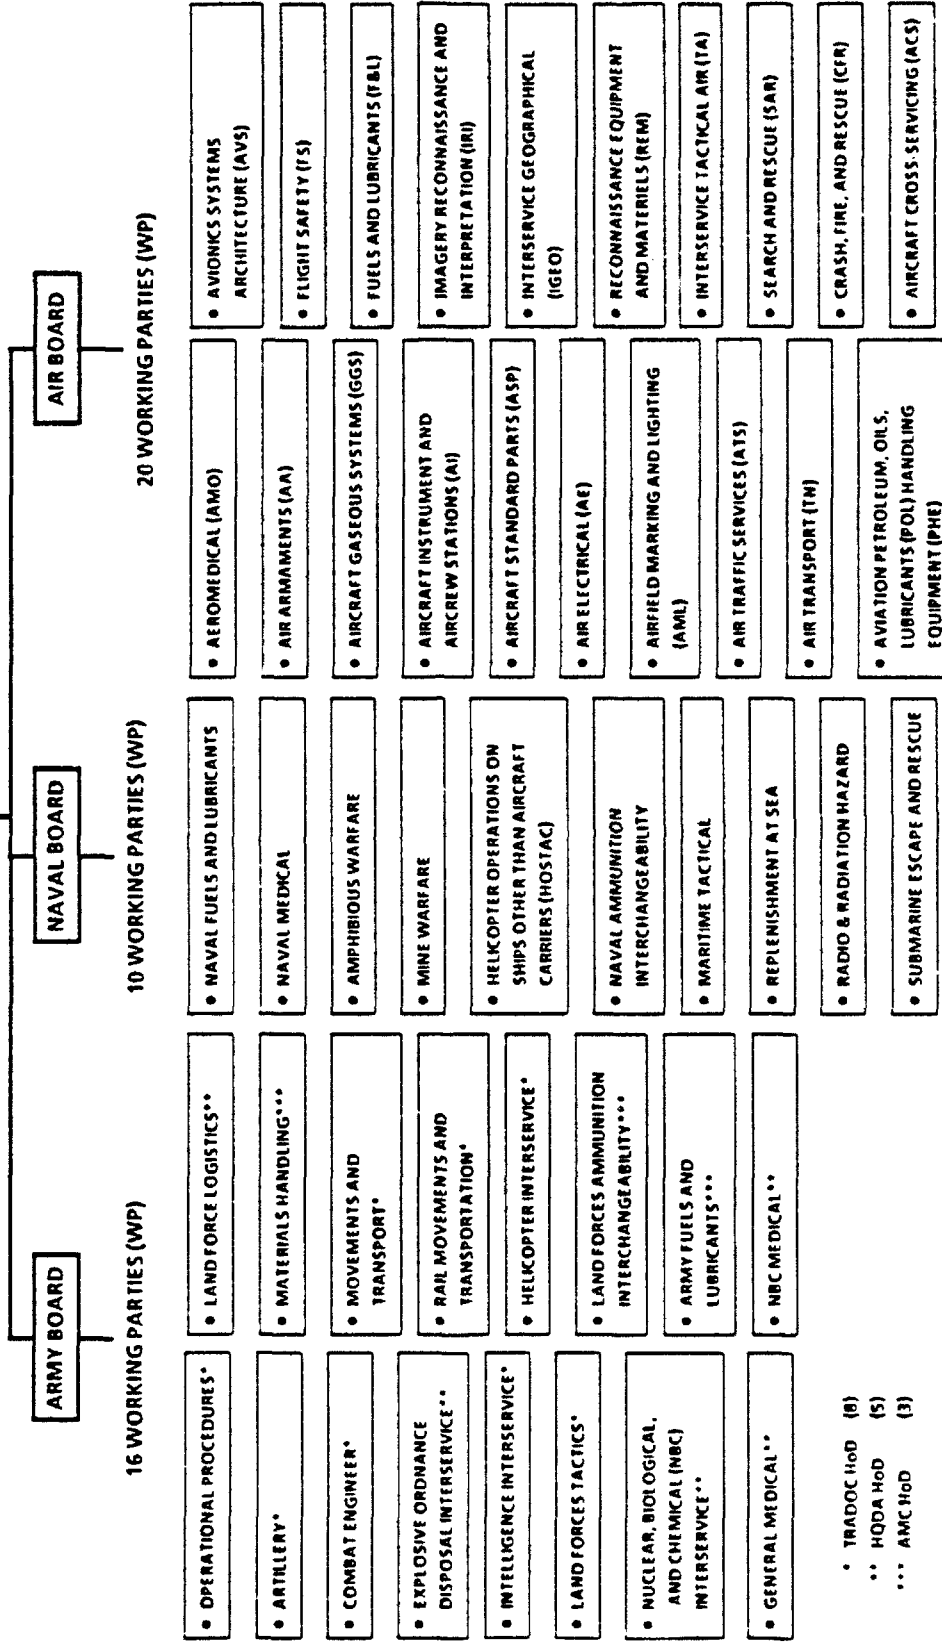 ARMY BOARD
16 WORKING PARTIES (WP)
• OPERATIONAL PROCEDURES*
• ARTILLERY*
• COMBAT ENGINEER*
• EXPLOSIVE ORDNANCE
DISPOSAL INTERSERVICE**
• INTELLIGENCE INTERSERVICE*
• LAND FORCES TACTICS*
• NUCLEAR, BIOLOGICAL,
AND CHEMICAL (NBC)
INTERSERVICE**
• GENERAL MEDICAL**
• LAND FORCE LOGISTICS**
• MATERIALS HANDLING***
• MOVEMENTS AND
TRANSPORT*
• RAIL MOVEMENTS AND
TRANSPORTATION*
• HELICOPTER INTERSERVICE*
• LAND FORCES AMMUNITION
INTERCHANGEABILITY***
• ARMY FUELS AND
LUBRICANTS***
• NBC MEDICAL**
* TRADOC HoD (8)
** HQDA HoD (5)
*** AMC HoD (3)
NAVAL BOARD
10 WORKING PARTIES (WP)
• NAVAL FUELS AND LUBRICANTS
• NAVAL MEDICAL
• AMPHIBIOUS WARFARE
• MINE WARFARE
• HELICOPTER OPERATIONS ON
SHIPS OTHER THAN AIRCRAFT
CARRIERS (HOSTAC)
• NAVAL AMMUNITION
INTERCHANGEABILITY
• MARITIME TACTICAL
• REPLENISHMENT AT SEA
• RADIO & RADIATION HAZARD
• SUBMARINE ESCAPE AND RESCUE
AIR BOARD
20 WORKING PARTIES (WP)
• AEROMEDICAL (AMO)
• AIR ARMAMENTS (AA)
• AIRCRAFT GASEOUS SYSTEMS (GGS)
• AIRCRAFT INSTRUMENT AND
AIRCREW STATIONS (AI)
• AIRCRAFT STANDARD PARTS (ASP)
• AIR ELECTRICAL (AE)
• AIRFIELD MARKING AND LIGHTING
(AML)
• AIR TRAFFIC SERVICES (ATS)
• AIR TRANSPORT (TN)
• AVIATION PETROLEUM, OILS,
LUBRICANTS (POL) HANDLING
EQUIPMENT (PHE)
• AVIONICS SYSTEMS
ARCHITECTURE (AVS)
• FLIGHT SAFETY (FS)
• FUELS AND LUBRICANTS (F&L)
• IMAGERY RECONNAISSANCE AND
INTERPRETATION (IRI)
• INTERSERVICE GEOGRAPHICAL
(IGEO)
• RECONNAISSANCE EQUIPMENT
AND MATERIELS (REM)
• INTERSERVICE TACTICAL AIR (TA)
• SEARCH AND RESCUE (SAR)
• CRASH, FIRE, AND RESCUE (CFR)
• AIRCRAFT CROSS-SERVICING (ACS)